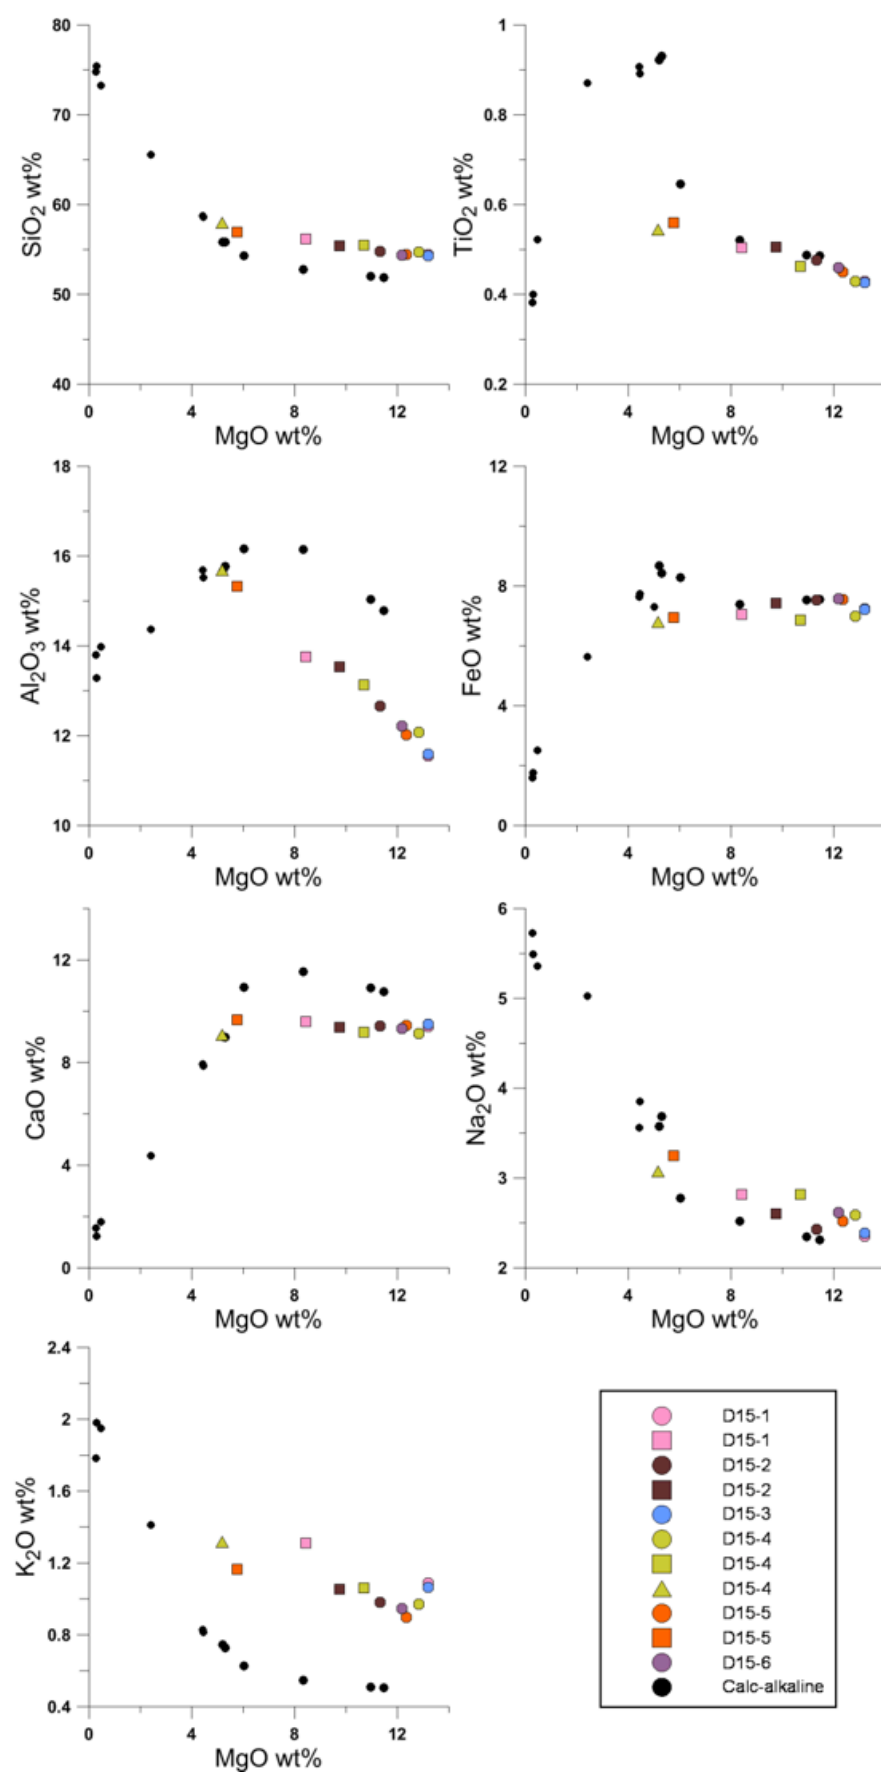 80
70
60
50
40
SiO₂ wt%
0 4 8 12
MgO wt%
1
0.8
0.6
0.4
0.2
TiO₂ wt%
0 4 8 12
MgO wt%
18
16
14
12
10
Al₂O₃ wt%
0 4 8 12
MgO wt%
12
8
4
0
FeO wt%
0 4 8 12
MgO wt%
12
8
4
0
CaO wt%
0 4 8 12
MgO wt%
6
5
4
3
2
Na₂O wt%
0 4 8 12
MgO wt%
2.4
2
1.6
1.2
0.8
0.4
K₂O wt%
0 4 8 12
MgO wt%
D15-1
D15-1
D15-2
D15-2
D15-3
D15-4
D15-4
D15-4
D15-5
D15-5
D15-6
Calc-alkaline